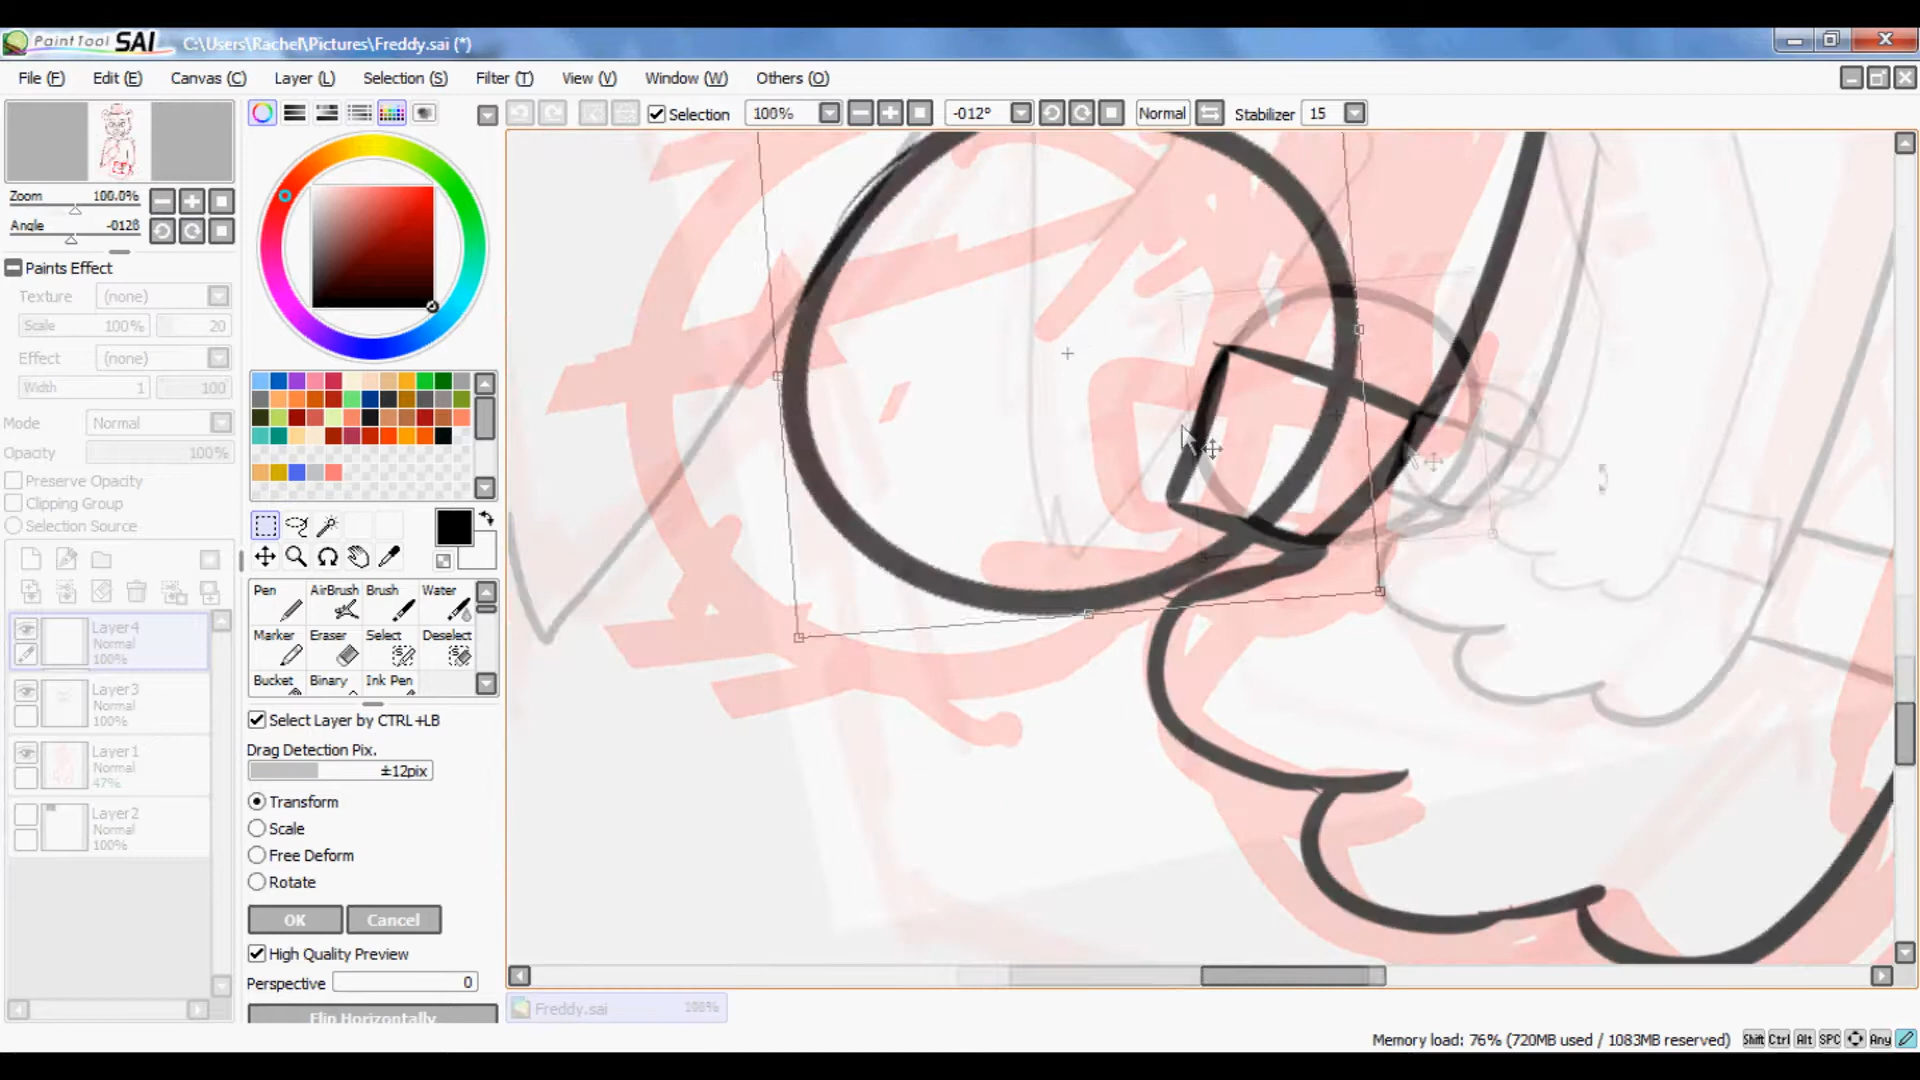 PaintTool SAI C:\Users\Rachel\Pictures\Freddy.sai (*)
File (F) Edit (E) Canvas (C) Layer (L) Selection (S) Filter (T) View (V) Window (W) Others (O)
Selection 100% -012° Normal Stabilizer 15
Zoom 100.0%
Angle -012ß
Paints Effect
Texture (none)
Scale 100% 20
Effect (none)
Width 1 100
Mode Normal
Opacity 100%
Preserve Opacity
Clipping Group
Selection Source
Layer4
Normal
100%
Layer3
Normal
100%
Layer1
Normal
47%
Layer2
Normal
100%
Pen AirBrush Brush Water
Marker Eraser Select Deselect
Bucket Binary Ink Pen
Select Layer by CTRL+LB
Drag Detection Pix.
±12pix
Transform
Scale
Free Deform
Rotate
OK Cancel
High Quality Preview
Perspective 0
Flip Horizontally
Freddy.sai 100%
Memory load: 76% (720MB used / 1083MB reserved) Shift Ctrl Alt SPC Any